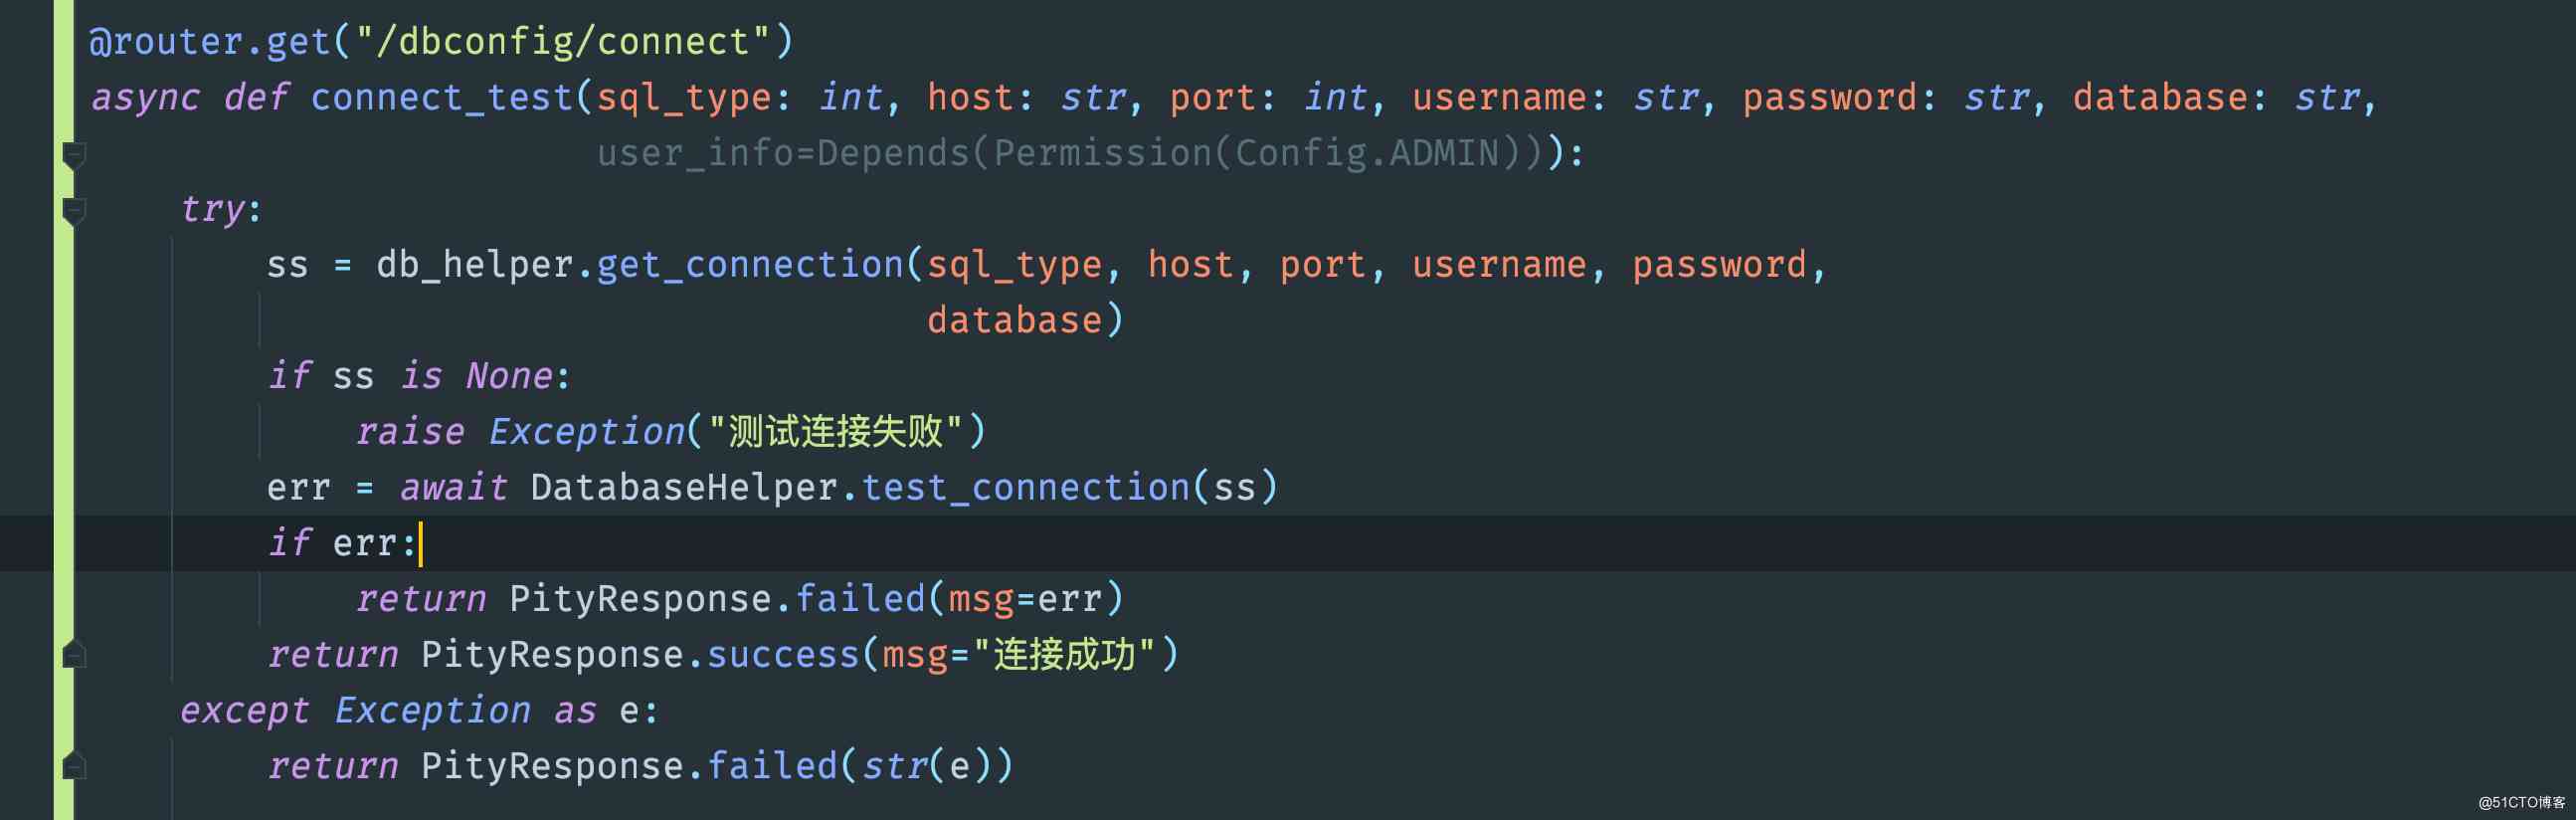 @router.get("/dbconfig/connect")
async def connect_test(sql_type: int, host: str, port: int, username: str, password: str, database: str,
user_info=Depends(Permission(Config.ADMIN))):
try:
ss = db_helper.get_connection(sql_type, host, port, username, password,
database)
if ss is None:
raise Exception("测试连接失败")
err = await DatabaseHelper.test_connection(ss)
if err:
return PityResponse.failed(msg=err)
return PityResponse.success(msg="连接成功")
except Exception as e:
return PityResponse.failed(str(e))
@51CTO博客